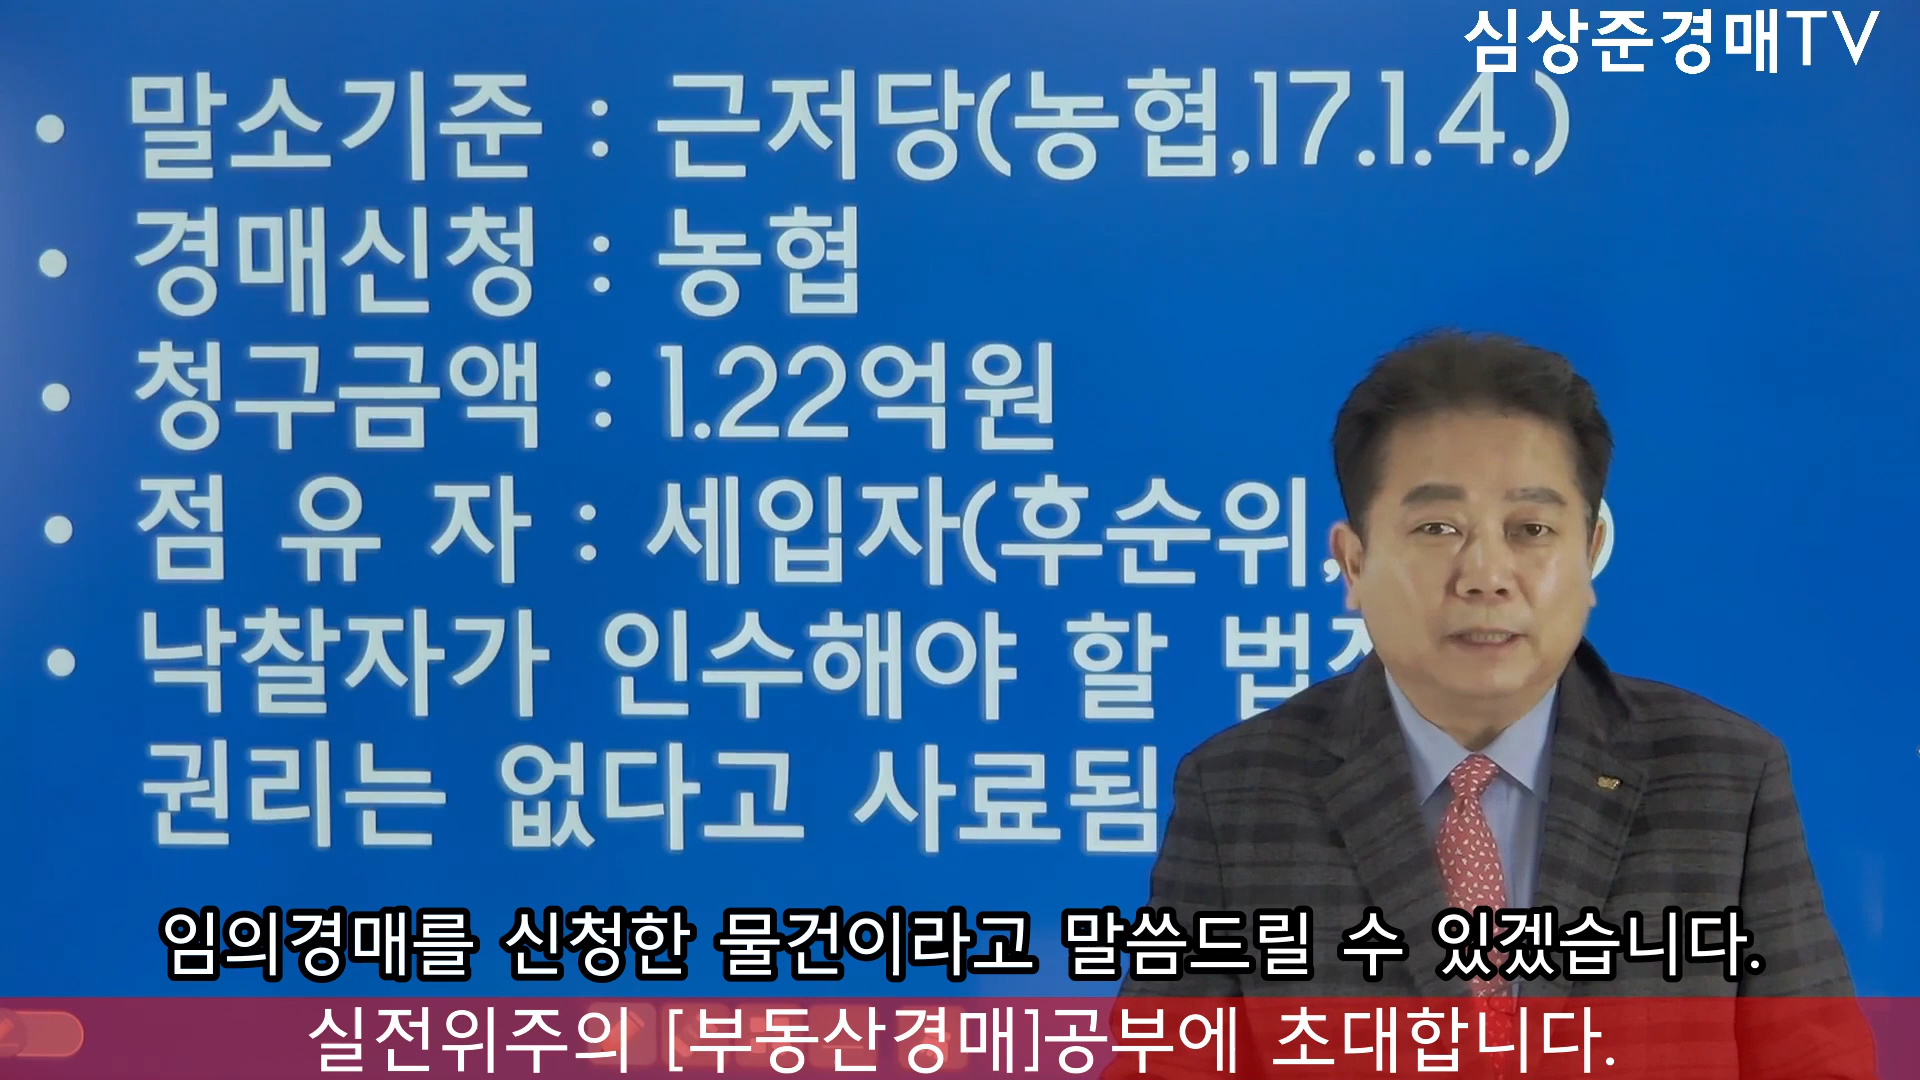 심상준경매TV
• 말소기준 : 근저당(농협,17.1.4.)
• 경매신청 : 농협
• 청구금액 : 1.22억원
• 점 유 자 : 세입자(후순위,
• 낙찰자가 인수해야 할
권리는 없다고 사료됨
임의경매를 신청한 물건이라고 말씀드릴 수 있겠습니다.
실전위주의 [부동산경매]공부에 초대합니다.